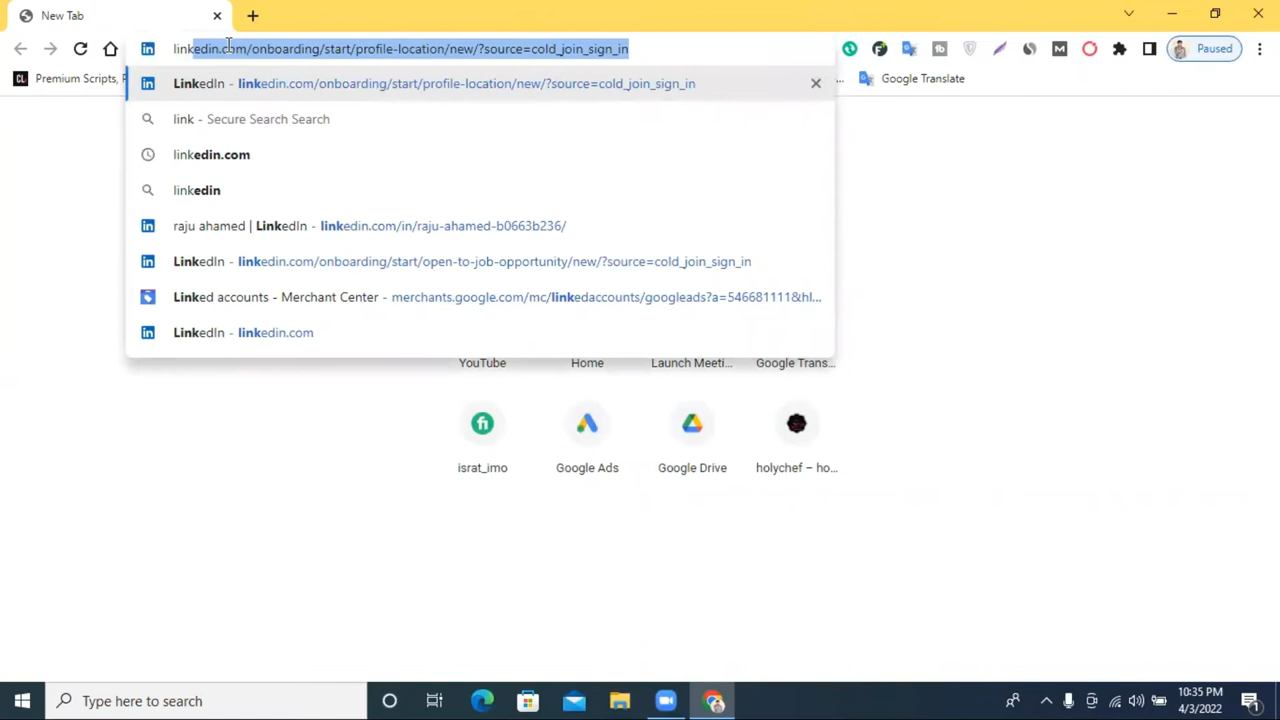 New Tab
linkedin.com/onboarding/start/profile-location/new/?source=cold_join_sign_in
Paused
Premium Scripts,
Google Translate
LinkedIn - linkedin.com/onboarding/start/profile-location/new/?source=cold_join_sign_in
link - Secure Search Search
linkedin.com
linkedin
raju ahamed | LinkedIn - linkedin.com/in/raju-ahamed-b0663b236/
LinkedIn - linkedin.com/onboarding/start/open-to-job-opportunity/new/?source=cold_join_sign_in
Linked accounts - Merchant Center - merchants.google.com/mc/linkedaccounts/googleads?a=546681111&hl...
LinkedIn - linkedin.com
YouTube Home Launch Meeti... Google Trans...
israt_imo Google Ads Google Drive holychef – ho...
Type here to search
10:35 PM
4/3/2022